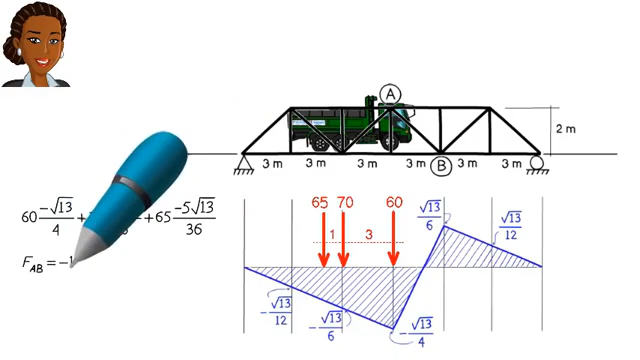 A
2 m
3 m 3 m 3 m 3 m 3 m 3 m
B
65 70 60
1 3
60 -√13/4 + +65 -5√13/36
F_AB = -1
-√13/12
-√13/6
-√13/4
√13/6
√13/12